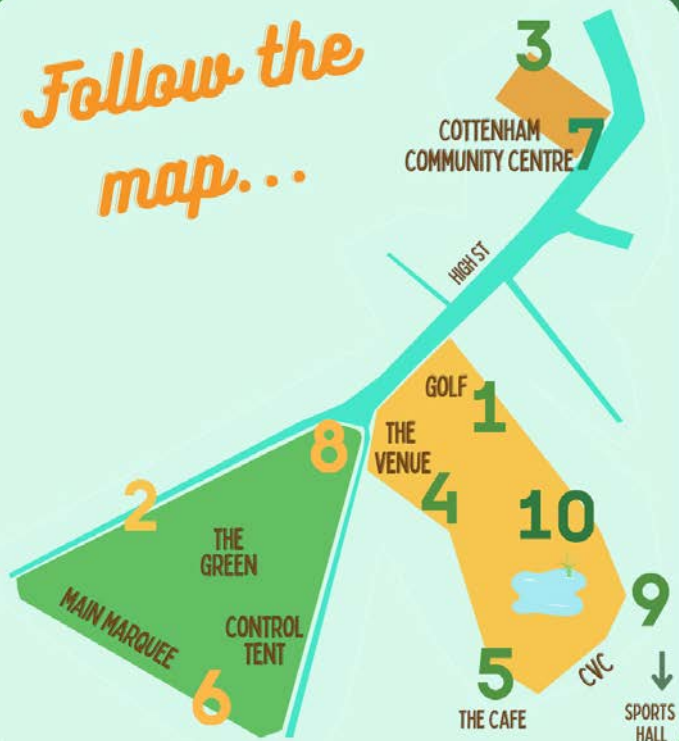 Follow the
map...
3
COTTENHAM
COMMUNITY CENTRE
7
HIGH ST
GOLF
1
THE
VENUE
8
4
10
2
THE
GREEN
MAIN MARQUEE
CONTROL
TENT
6
5
THE CAFE
CVC
9
↓
SPORTS
HALL